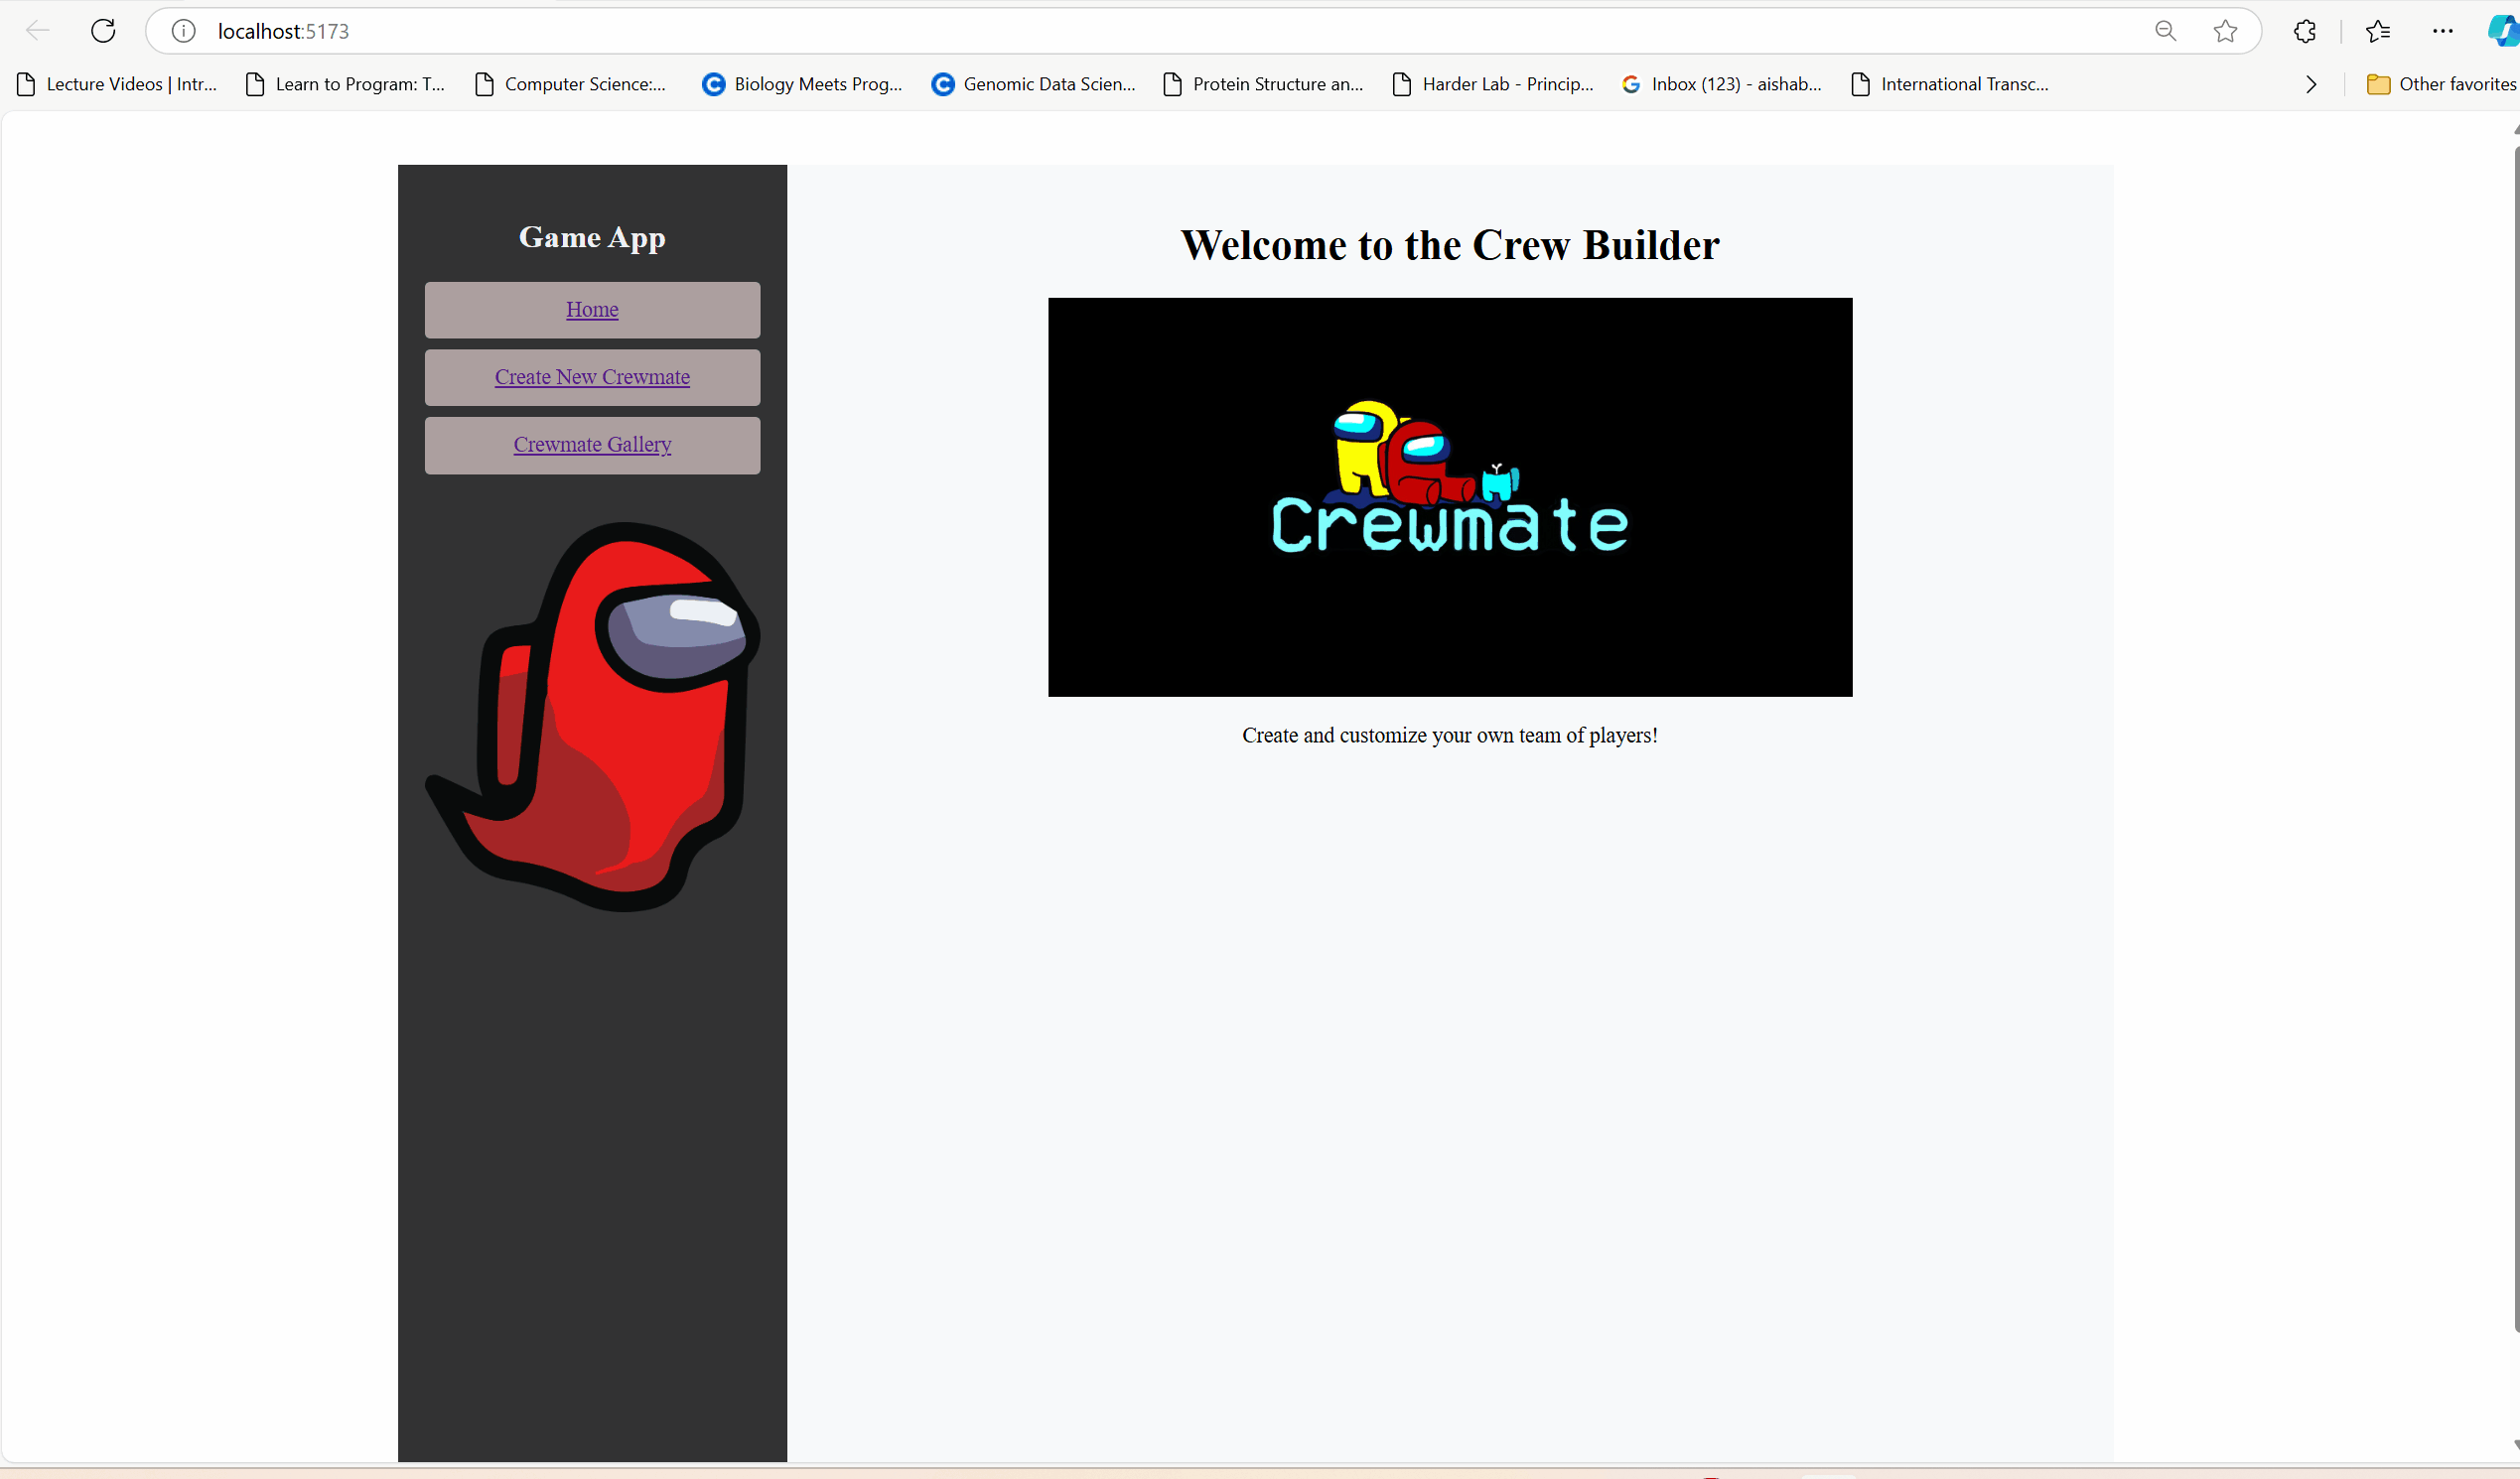 localhost:5173
Lecture Videos | Intr... Learn to Program: T... Computer Science:... Biology Meets Prog... Genomic Data Scien... Protein Structure an... Harder Lab - Princip... Inbox (123) - aishab... International Transc... Other favorites
Game App
Home
Create New Crewmate
Crewmate Gallery
Welcome to the Crew Builder
Crewmate
Create and customize your own team of players!